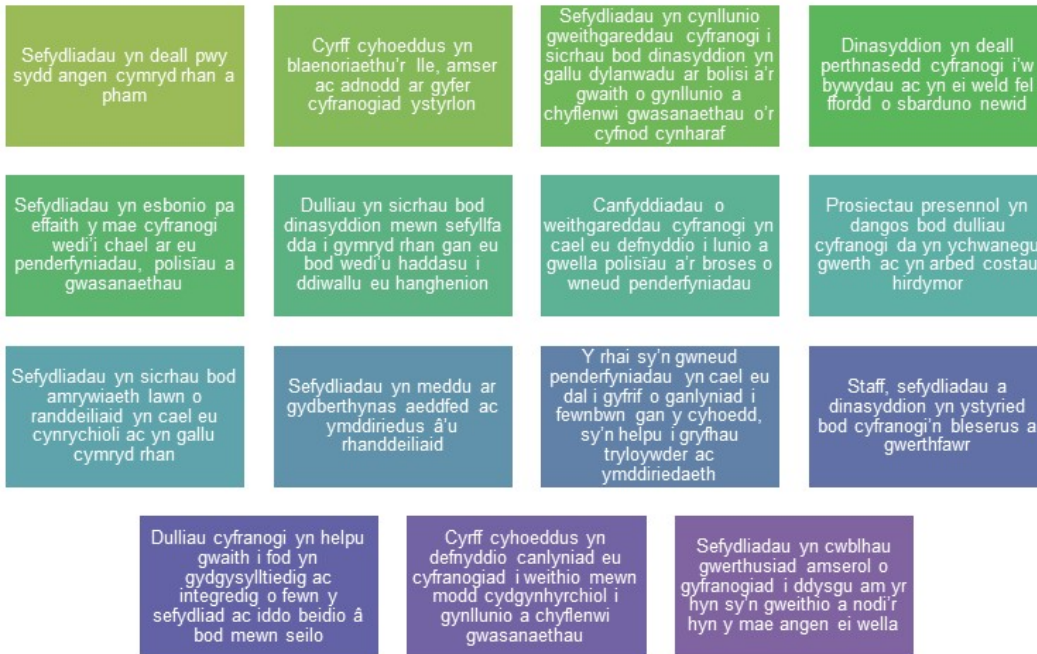 Sefydliadau yn deall pwy
sydd angen cymryd rhan a
pham
Cyrff cyhoeddus yn
blaenoriaethu'r lle, amser
ac adnodd ar gyfer
cyfranogiad ystyrlon
Sefydliadau yn cynllunio
gweithgareddau cyfranogi i
sicrhau bod dinasyddion yn
gallu dylanwadu ar bolisi a'r
gwaith o gynllunio a
chyflenwi gwasanaethau o'r
cyfnod cynharaf
Dinasyddion yn deall
perthnasedd cyfranogi i'w
bywydau ac yn ei weld fel
ffordd o sbarduno newid
Sefydliadau yn esbonio pa
effaith y mae cyfranogi
wedi'i chael ar eu
penderfyniadau, polisïau a
gwasanaethau
Dulliau yn sicrhau bod
dinasyddion mewn sefyllfa
dda i gymryd rhan gan eu
bod wedi'u haddasu i
ddiwallu eu hanghenion
Canfyddiadau o
weithgareddau cyfranogi yn
cael eu defnyddio i lunio a
gwella polisïau a'r broses o
wneud penderfyniadau
Prosiectau presennol yn
dangos bod dulliau
cyfranogi da yn ychwanegu
gwerth ac yn arbed costau
hirdymor
Sefydliadau yn sicrhau bod
amrywiaeth lawn o
randdeiliaid yn cael eu
cynrychioli ac yn gallu
cymryd rhan
Sefydliadau yn meddu ar
gydberthynas aeddfed ac
ymddiriedus â'u
rhanddeiliaid
Y rhai sy'n gwneud
penderfyniadau yn cael eu
dal i gyfrif o ganlyniad i
fewnbwn gan y cyhoedd,
sy'n helpu i gryfhau
tryloywder ac
ymddiriedaeth
Staff, sefydliadau a
dinasyddion yn ystyried
bod cyfranogi'n bleserus a
gwerthfawr
Dulliau cyfranogi yn helpu
gwaith i fod yn
gydgysylltiedig ac
integredig o fewn y
sefydliad ac iddo beidio â
bod mewn seilo
Cyrff cyhoeddus yn
defnyddio canlyniad eu
cyfranogiad i weithio mewn
modd cydgynhyrchiol i
gynllunio a chyflenwi
gwasanaethau
Sefydliadau yn cwblhau
gwerthusiad amserol o
gyfranogiad i ddysgu am yr
hyn sy'n gweithio a nodi'r
hyn y mae angen ei wella